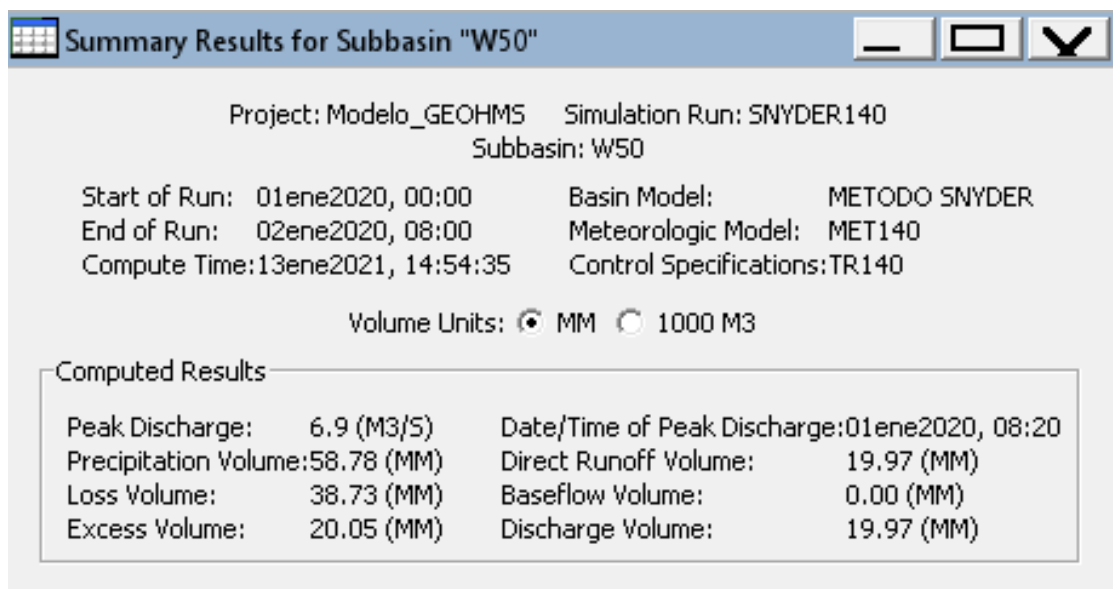 Summary Results for Subbasin "W50"
Project: Modelo_GEOHMS Simulation Run: SNYDER140
Subbasin: W50
Start of Run: 01ene2020, 00:00 Basin Model: METODO SNYDER
End of Run: 02ene2020, 08:00 Meteorologic Model: MET140
Compute Time:13ene2021, 14:54:35 Control Specifications:TR140
Volume Units: MM 1000 M3
Computed Results
Peak Discharge: 6.9 (M3/S) Date/Time of Peak Discharge:01ene2020, 08:20
Precipitation Volume:58.78 (MM) Direct Runoff Volume: 19.97 (MM)
Loss Volume: 38.73 (MM) Baseflow Volume: 0.00 (MM)
Excess Volume: 20.05 (MM) Discharge Volume: 19.97 (MM)